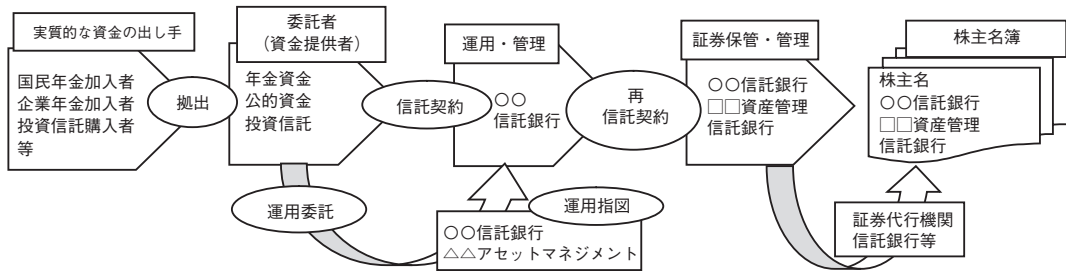 実質的な資金の出し手
国民年金加入者
企業年金加入者
投資信託購入者
等
拠出
委託者
（資金提供者）
年金資金
公的資金
投資信託
信託契約
運用・管理
〇〇
信託銀行
再
信託契約
証券保管・管理
〇〇信託銀行
□□資産管理
信託銀行
株主名簿
株主名
〇〇信託銀行
□□資産管理
信託銀行
運用委託
運用指図
〇〇信託銀行
△△アセットマネジメント
証券代行機関
信託銀行等